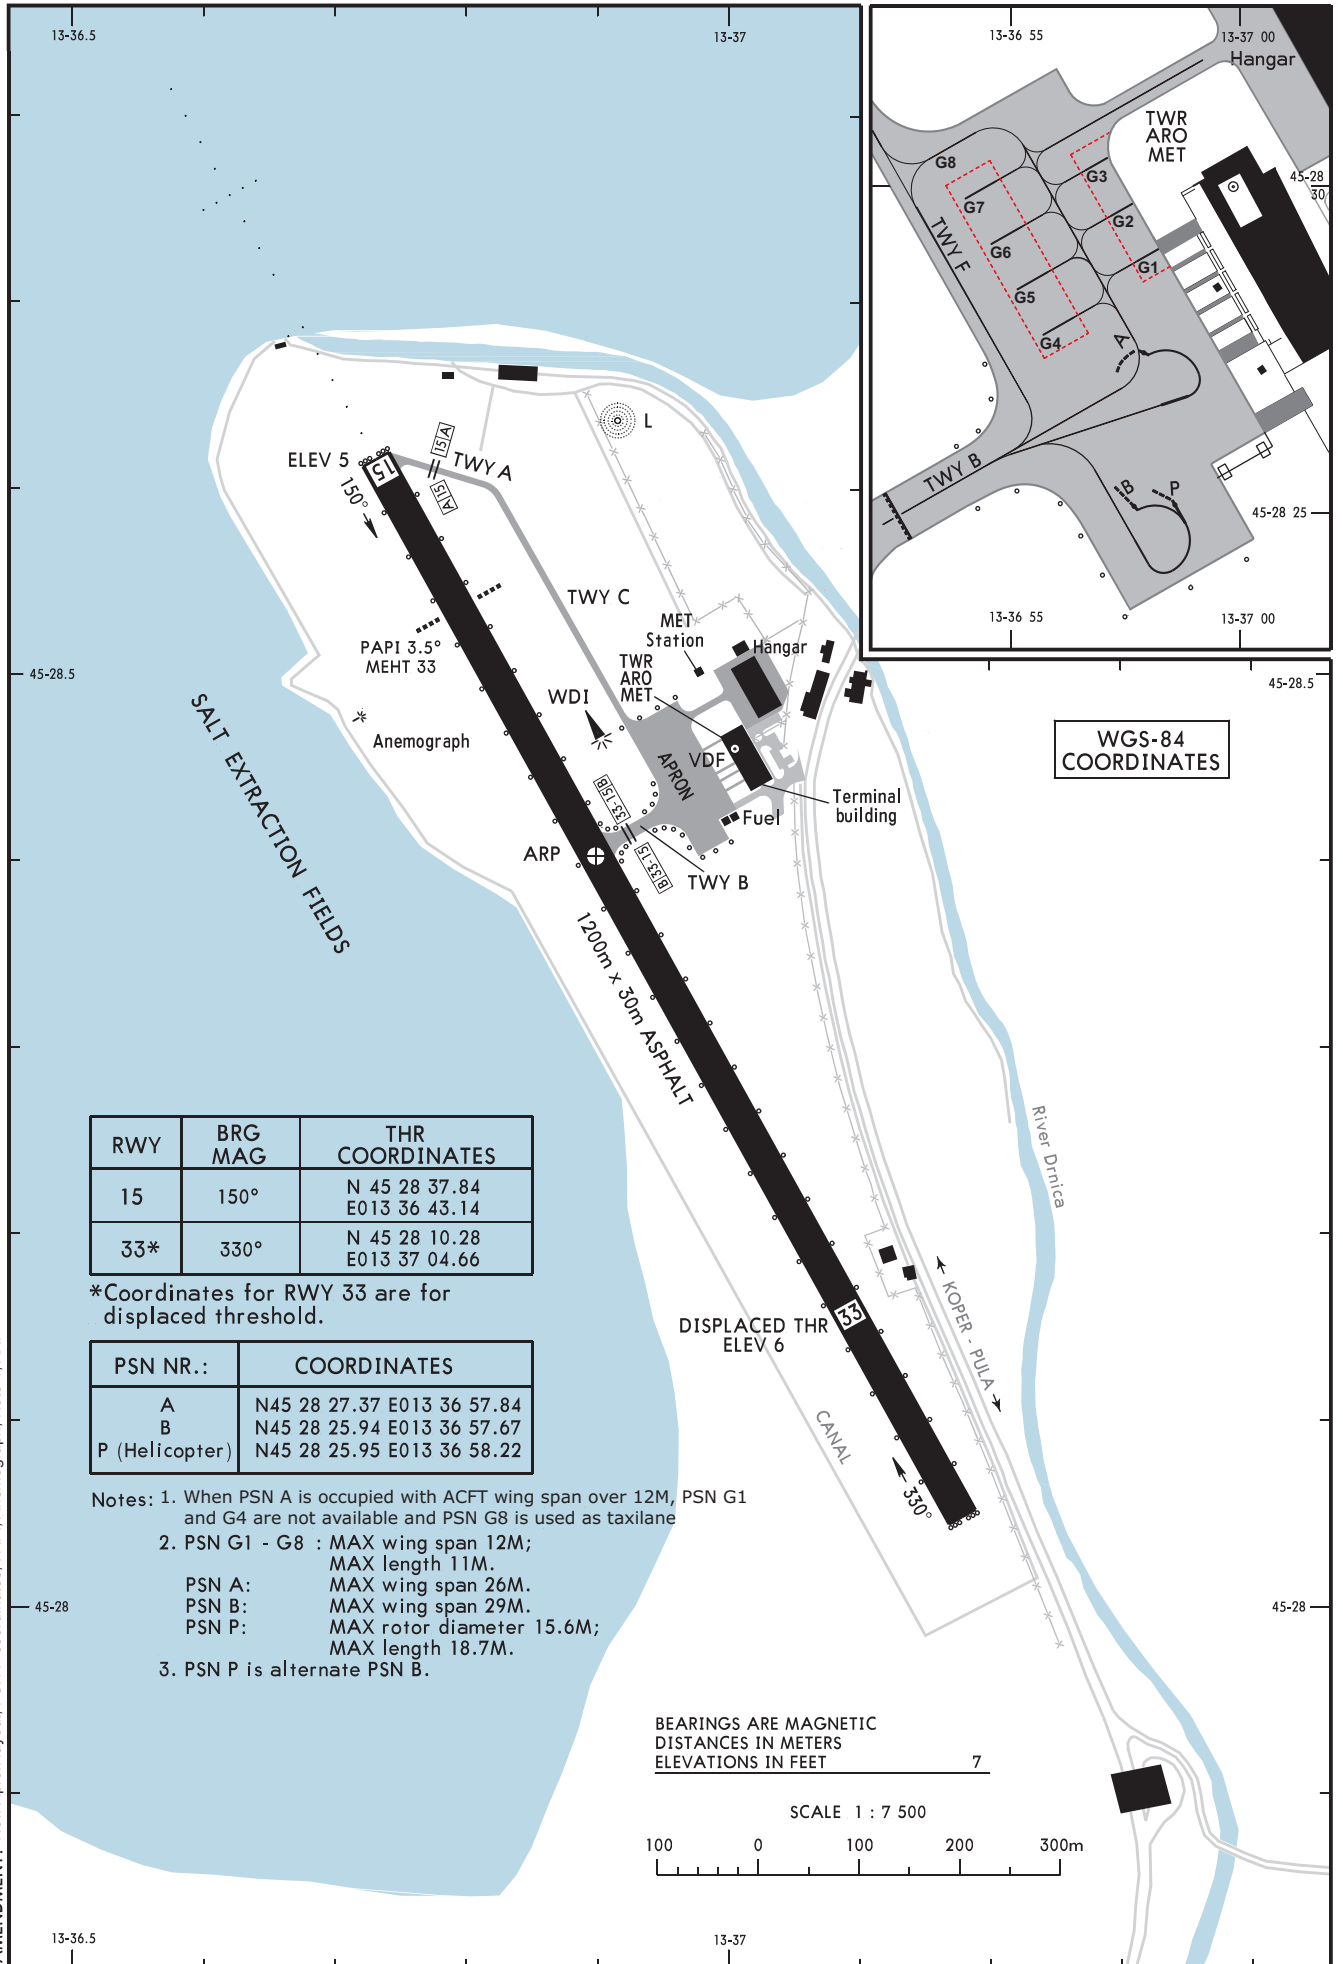 13-36.5
13-37
13-36 55
13-37 00
Hangar
TWR
ARO
MET
G8
G3
G7
G2
45-28
30
G6
TWY F
G1
G5
G4
A
TWY B
B
P
45-28 25
13-36 55
13-37 00
L
ELEV 5
15
15 A
TWY A
A 15
150°
TWY C
PAPI 3.5°
MEHT 33
MET
Station
Hangar
TWR
ARO
MET
45-28.5
45-28.5
WDI
SALT EXTRACTION FIELDS
Anemograph
VDF
APRON
WGS-84
COORDINATES
33-15 B
Terminal
building
Fuel
ARP
B 33-15
TWY B
1200m x 30m ASPHALT
River Drnica
RWY
BRG
MAG
THR
COORDINATES
15
150°
N 45 28 37.84
E013 36 43.14
33*
330°
N 45 28 10.28
E013 37 04.66
*Coordinates for RWY 33 are for
displaced threshold.
33
DISPLACED THR
ELEV 6
KOPER - PULA
PSN NR.:
COORDINATES
A
N45 28 27.37 E013 36 57.84
B
N45 28 25.94 E013 36 57.67
P (Helicopter)
N45 28 25.95 E013 36 58.22
CANAL
330°
Notes: 1. When PSN A is occupied with ACFT wing span over 12M, PSN G1
and G4 are not available and PSN G8 is used as taxilane
2. PSN G1 - G8 : MAX wing span 12M;
MAX length 11M.
PSN A: MAX wing span 26M.
PSN B: MAX wing span 29M.
PSN P: MAX rotor diameter 15.6M;
MAX length 18.7M.
3. PSN P is alternate PSN B.
45-28
45-28
BEARINGS ARE MAGNETIC
DISTANCES IN METERS
ELEVATIONS IN FEET 7
SCALE 1 : 7 500
100 0 100 200 300m
13-36.5
13-37